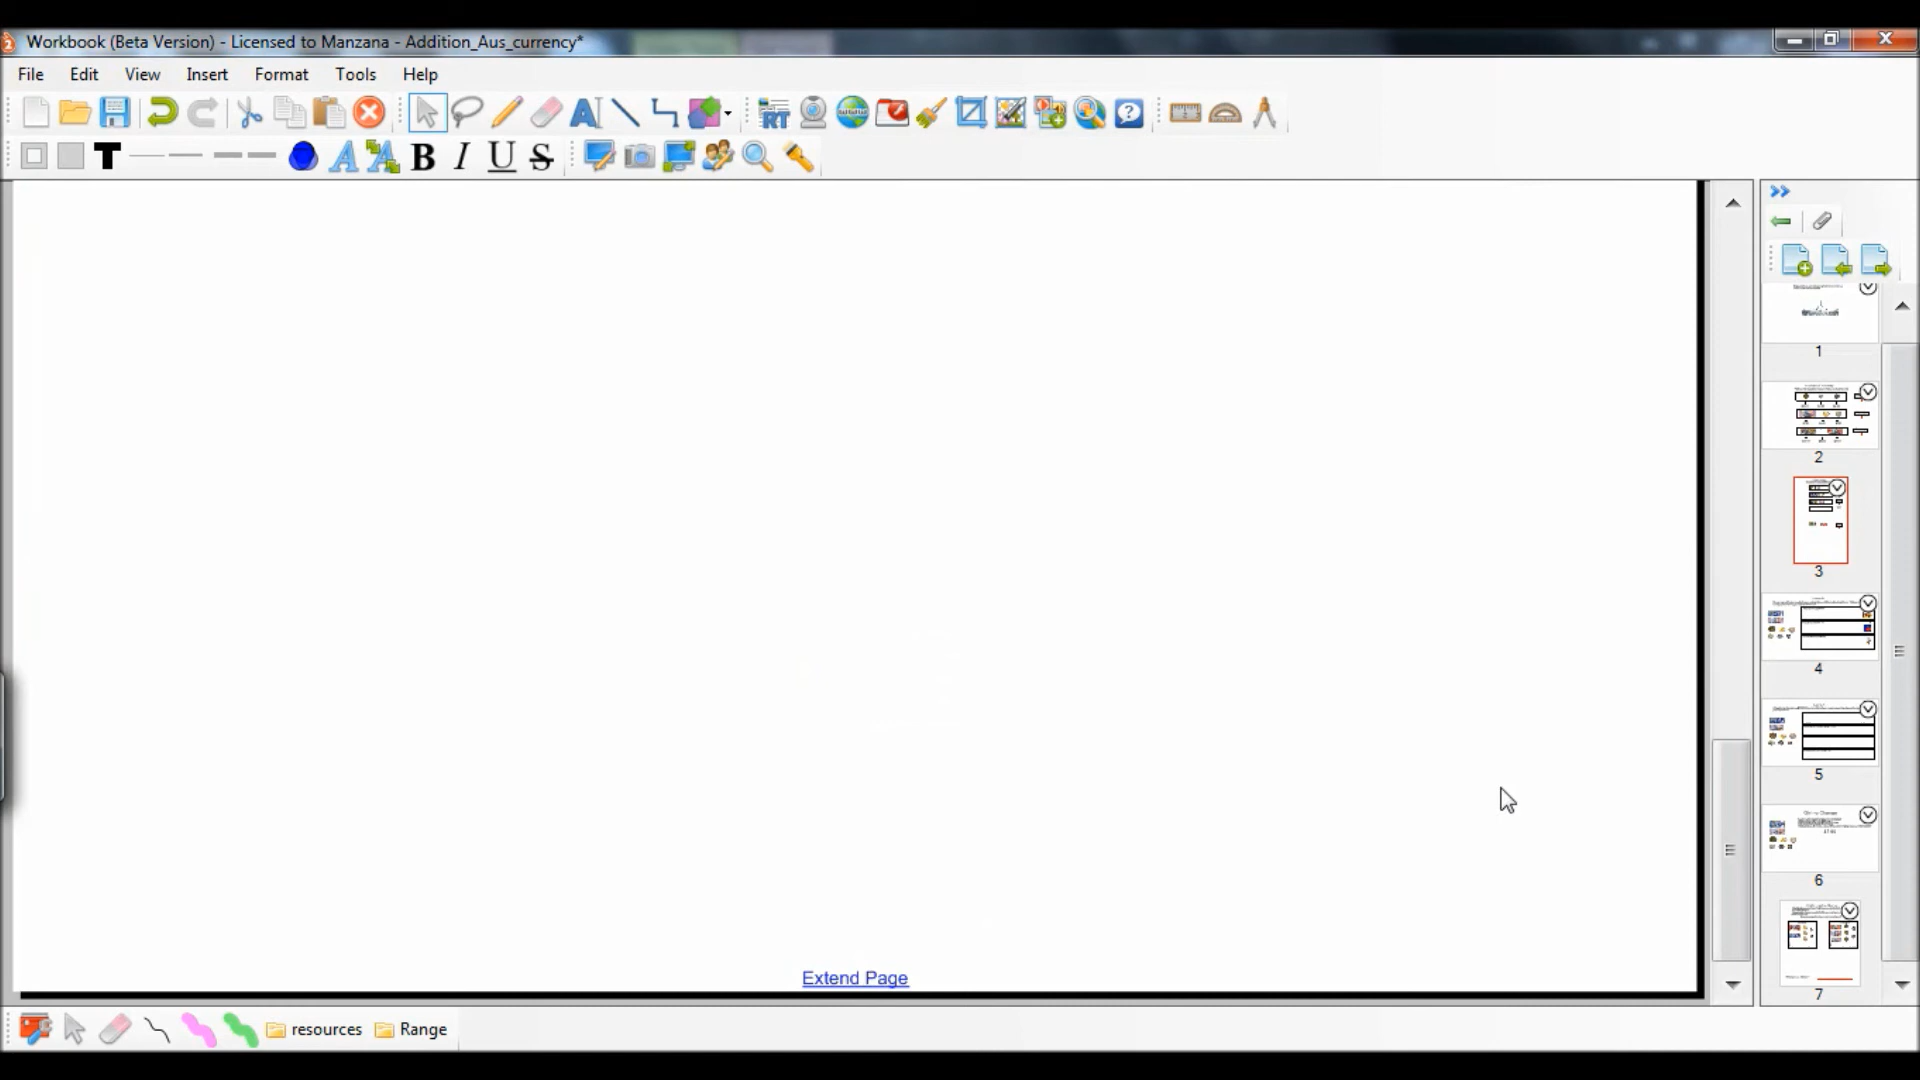 Workbook (Beta Version) - Licensed to Manzana - Addition_Aus_currency*
File Edit View Insert Format Tools Help
RT
T A A B I U S
1
2
3
4
5
6
7
Extend Page
resources Range